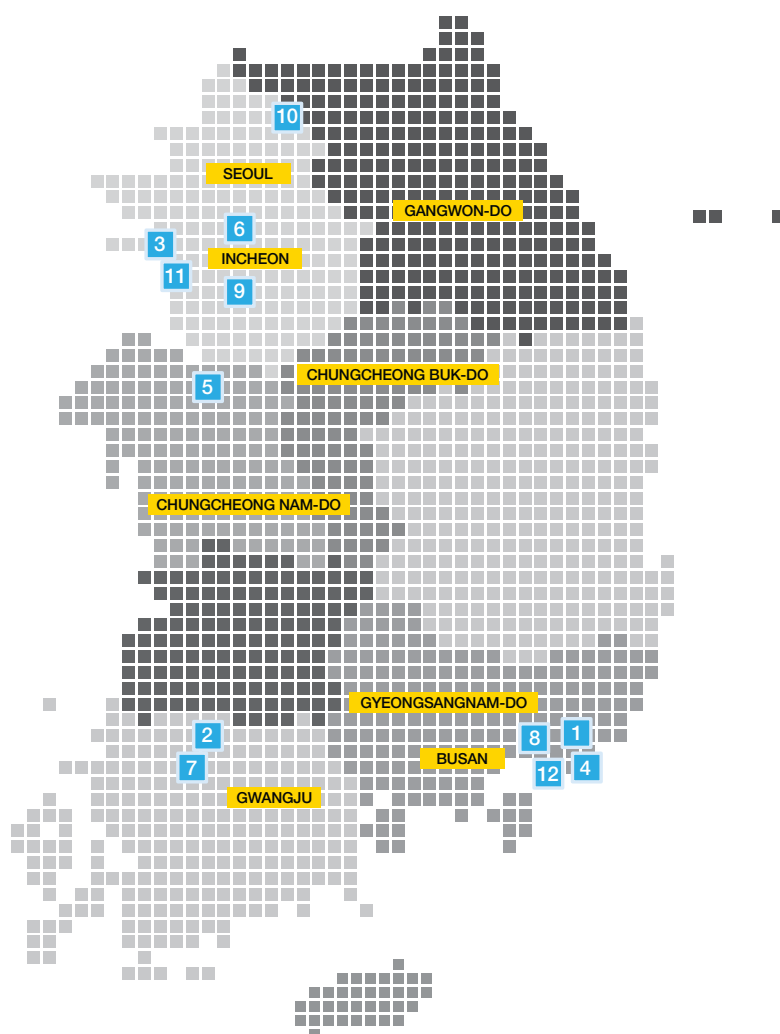 10
SEOUL
GANGWON-DO
6
3
INCHEON
11
9
CHUNGCHEONG BUK-DO
5
CHUNGCHEONG NAM-DO
GYEONGSANGNAM-DO
2
8
1
BUSAN
7
12
4
GWANGJU